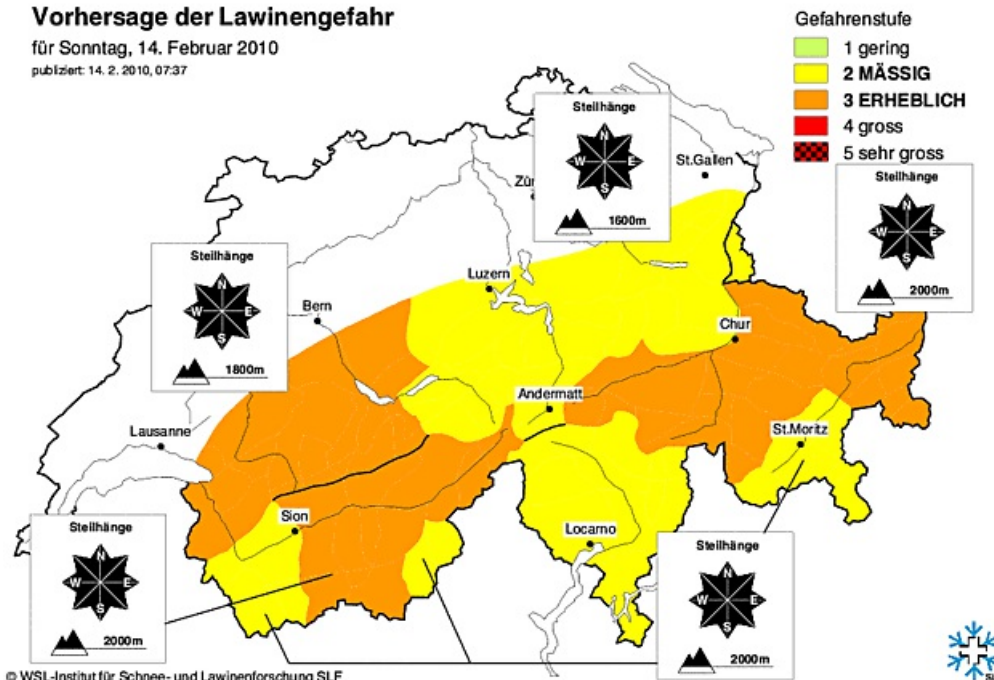 Vorhersage der Lawinengefahr
für Sonntag, 14. Februar 2010
publiziert: 14. 2. 2010, 07:37
Gefahrenstufe
1 gering
2 MÄSSIG
3 ERHEBLICH
4 gross
5 sehr gross
Steilhänge
N
W E
S
1600m
St.Gallen
Zür
Steilhänge
N
W E
S
2000m
Steilhänge
N
W E
S
1800m
Luzern
Bern
Chur
Andermatt
St.Moritz
Lausanne
Sion
Locarno
Steilhänge
N
W E
S
2000m
Steilhänge
N
W E
S
2000m
© WSL-Institut für Schnee- und Lawinenforschung SLF